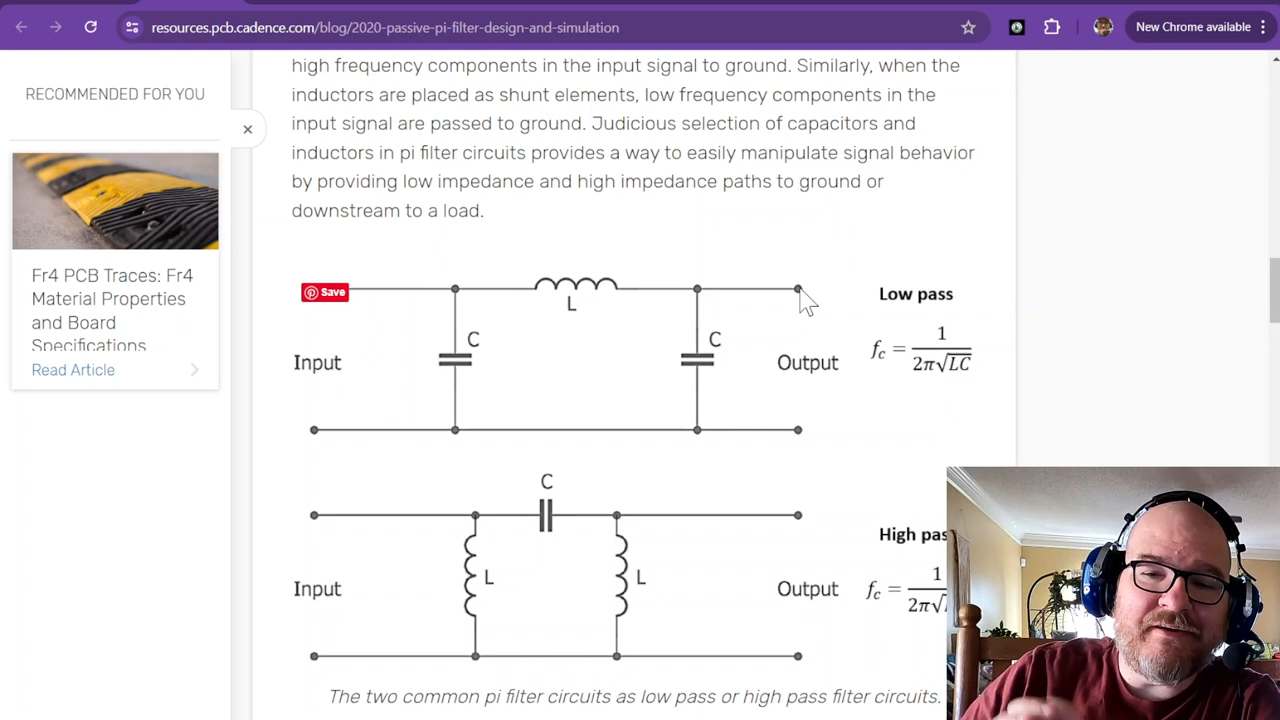 resources.pcb.cadence.com/blog/2020-passive-pi-filter-design-and-simulation
New Chrome available
RECOMMENDED FOR YOU
Fr4 PCB Traces: Fr4
Material Properties
and Board
Specifications
Read Article
high frequency components in the input signal to ground. Similarly, when the
inductors are placed as shunt elements, low frequency components in the
input signal are passed to ground. Judicious selection of capacitors and
inductors in pi filter circuits provides a way to easily manipulate signal behavior
by providing low impedance and high impedance paths to ground or
downstream to a load.
Save
L
C
C
Input
Output
Low pass
fc = 1 / 2π√LC
C
L
L
Input
Output
High pas
fc = 1 / 2π√
The two common pi filter circuits as low pass or high pass filter circuits.